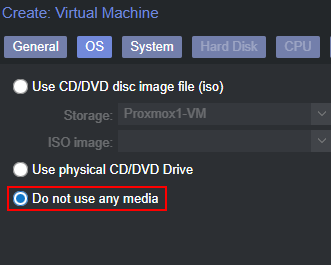 Create: Virtual Machine
General OS System Hard Disk CPU
Use CD/DVD disc image file (iso)
Storage: Proxmox1-VM
ISO image:
Use physical CD/DVD Drive
Do not use any media